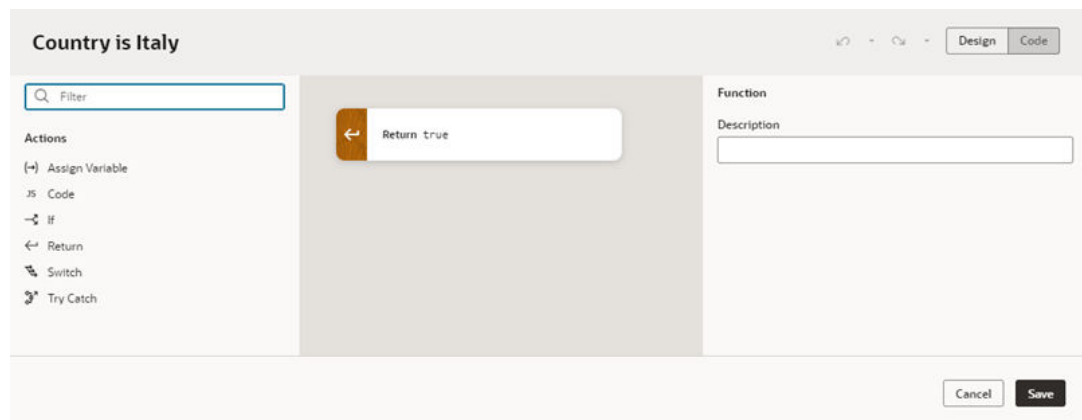 Country is Italy
Design
Code
Filter
Actions
Assign Variable
JS Code
If
Return
Switch
Try Catch
Return true
Function
Description
Cancel
Save